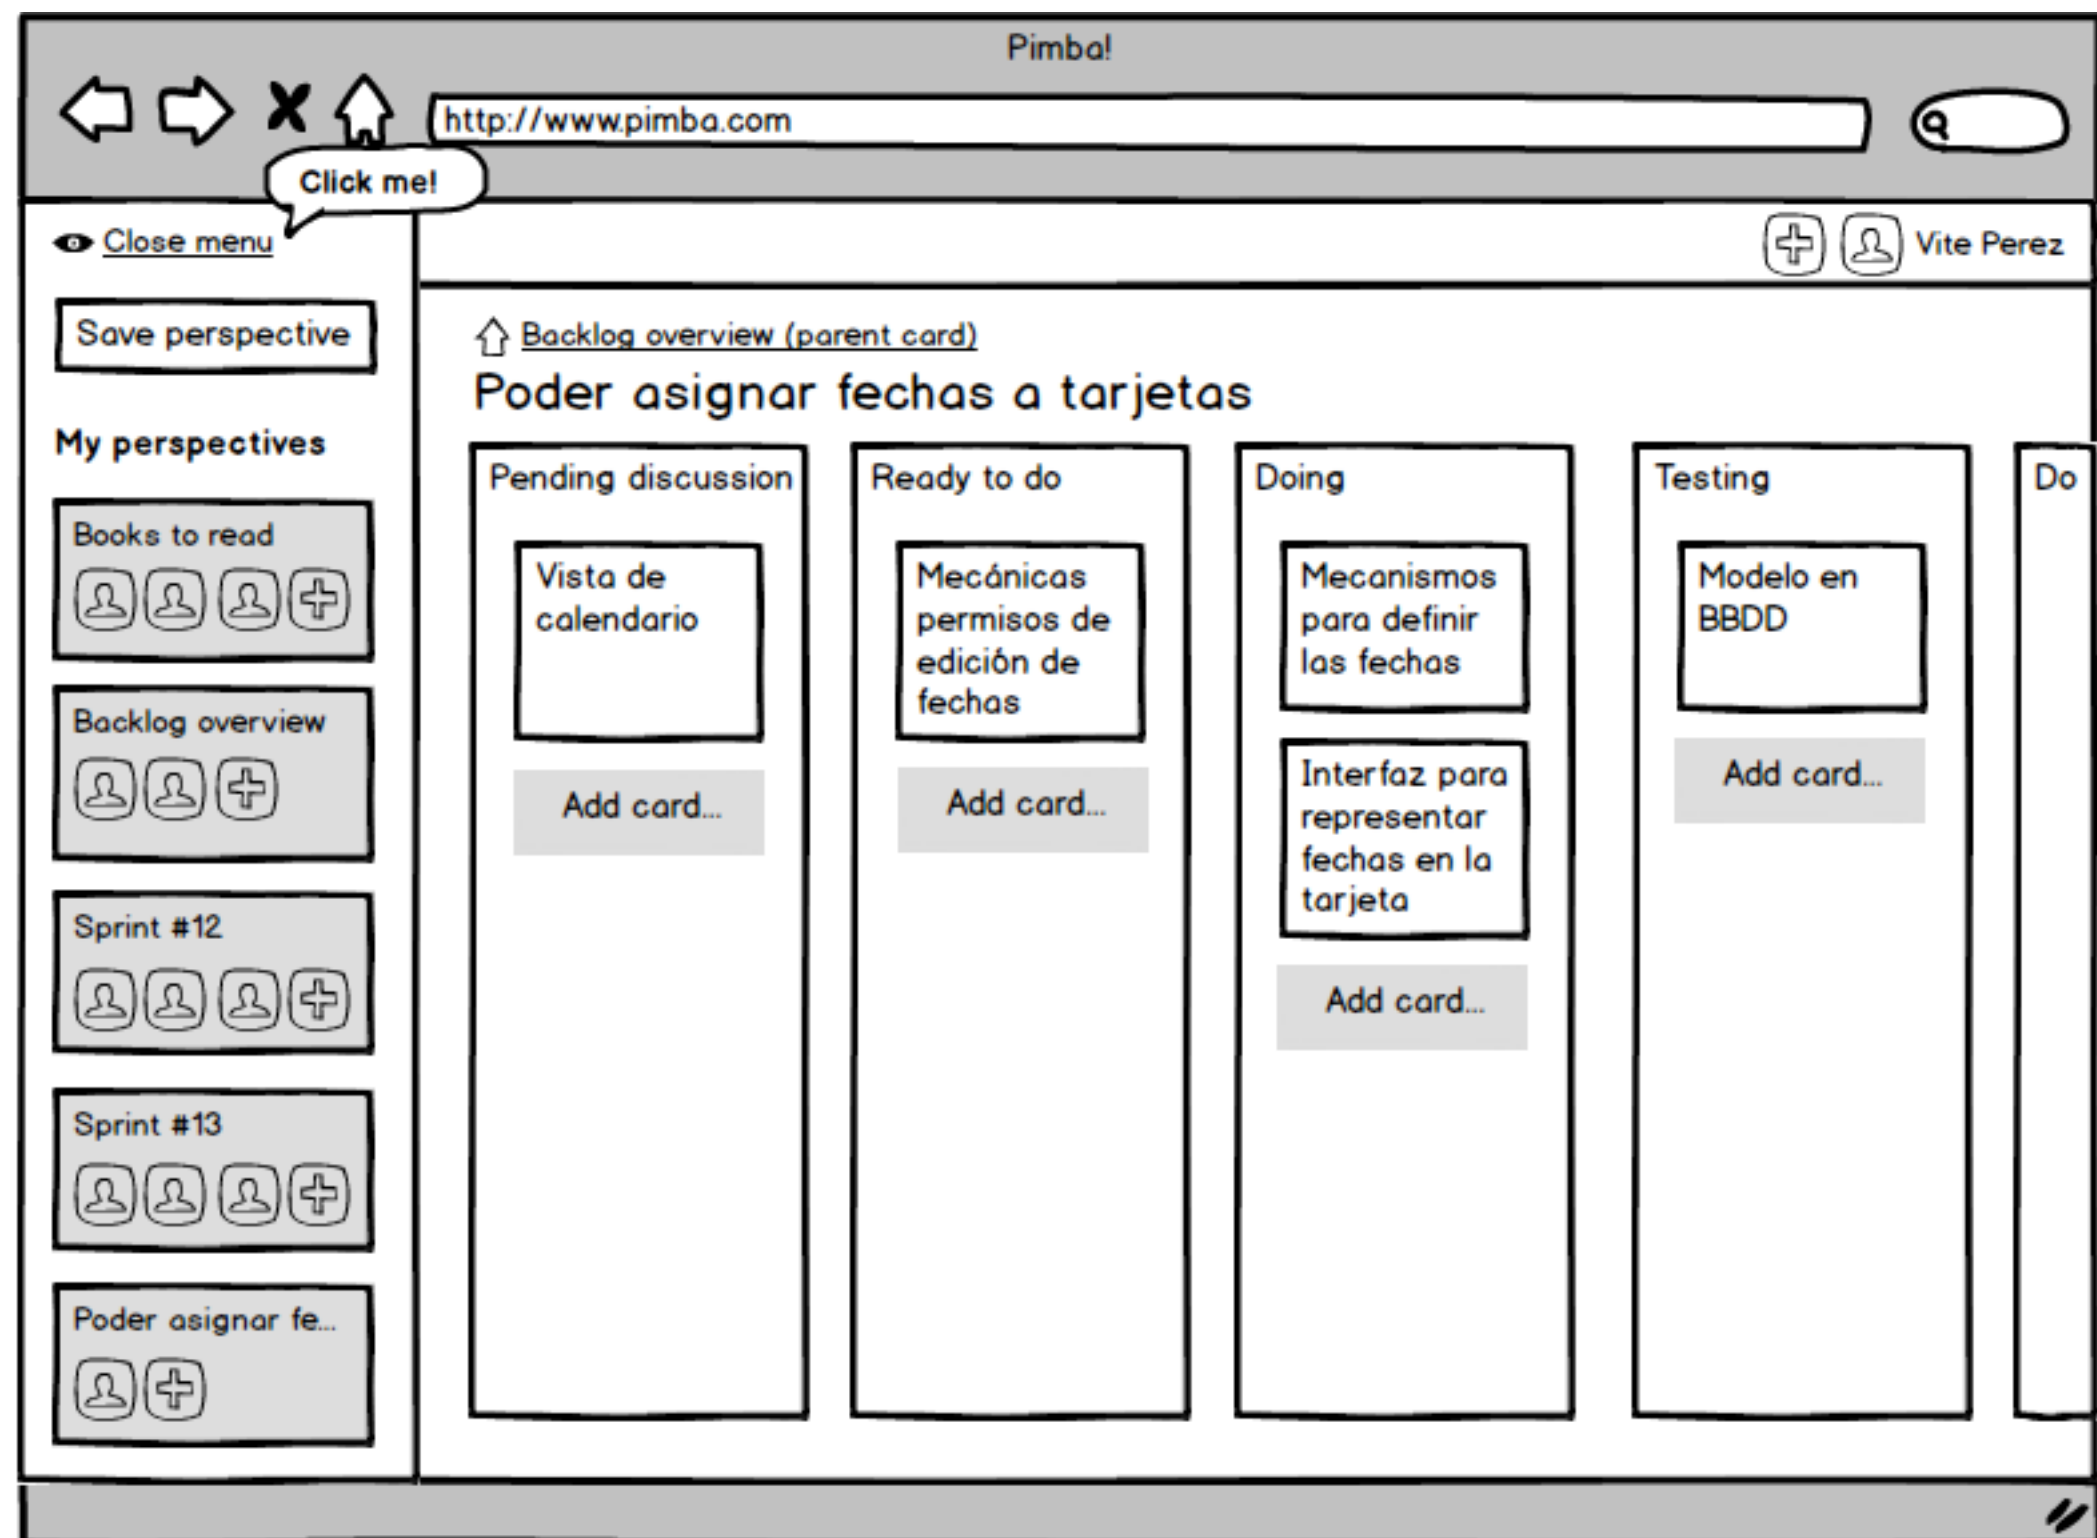 Pimba!
http://www.pimba.com
Click me!
Close menu
Vite Perez
Save perspective
My perspectives
Books to read
Backlog overview
Sprint #12
Sprint #13
Poder asignar fe...
Backlog overview (parent card)
Poder asignar fechas a tarjetas
Pending discussion
Vista de
calendario
Add card...
Ready to do
Mecánicas
permisos de
edición de
fechas
Add card...
Doing
Mecanismos
para definir
las fechas
Interfaz para
representar
fechas en la
tarjeta
Add card...
Testing
Modelo en
BBDD
Add card...
Do